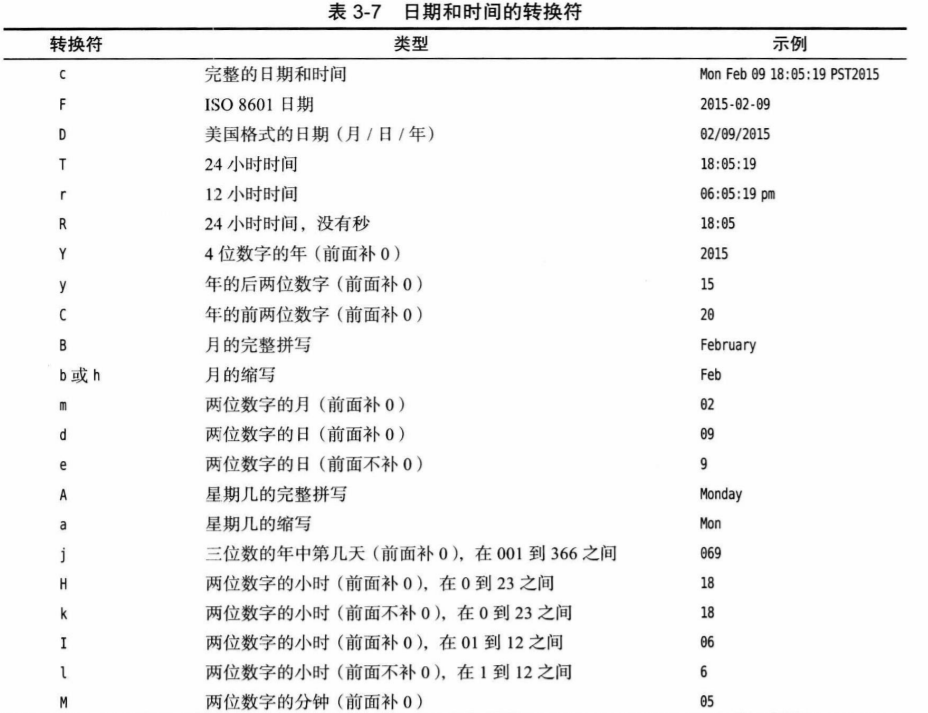 表 3-7 日期和时间的转换符
转换符 类型 示例
c 完整的日期和时间 Mon Feb 09 18:05:19 PST2015
F ISO 8601 日期 2015-02-09
D 美国格式的日期（月 / 日 / 年） 02/09/2015
T 24 小时时间 18:05:19
r 12 小时时间 06:05:19 pm
R 24 小时时间，没有秒 18:05
Y 4 位数字的年（前面补 0） 2015
y 年的后两位数字（前面补 0） 15
C 年的前两位数字（前面补 0） 20
B 月的完整拼写 February
b 或 h 月的缩写 Feb
m 两位数字的月（前面补 0） 02
d 两位数字的日（前面补 0） 09
e 两位数字的日（前面不补 0） 9
A 星期几的完整拼写 Monday
a 星期几的缩写 Mon
j 三位数的年中第几天（前面补 0），在 001 到 366 之间 069
H 两位数字的小时（前面补 0），在 0 到 23 之间 18
k 两位数字的小时（前面不补 0），在 0 到 23 之间 18
I 两位数字的小时（前面补 0），在 01 到 12 之间 06
l 两位数字的小时（前面不补 0），在 1 到 12 之间 6
M 两位数字的分钟（前面补 0） 05